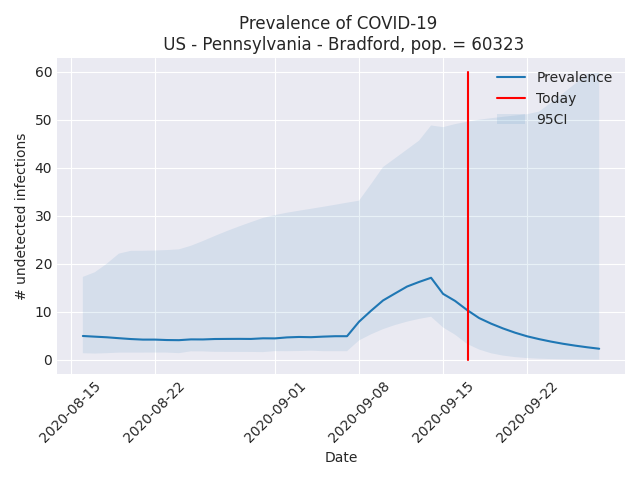 Prevalence of COVID-19
US - Pennsylvania - Bradford, pop. = 60323
Prevalence
Today
95CI
# undetected infections
60
50
40
30
20
10
0
2020-08-15
2020-08-22
2020-09-01
2020-09-08
2020-09-15
2020-09-22
Date